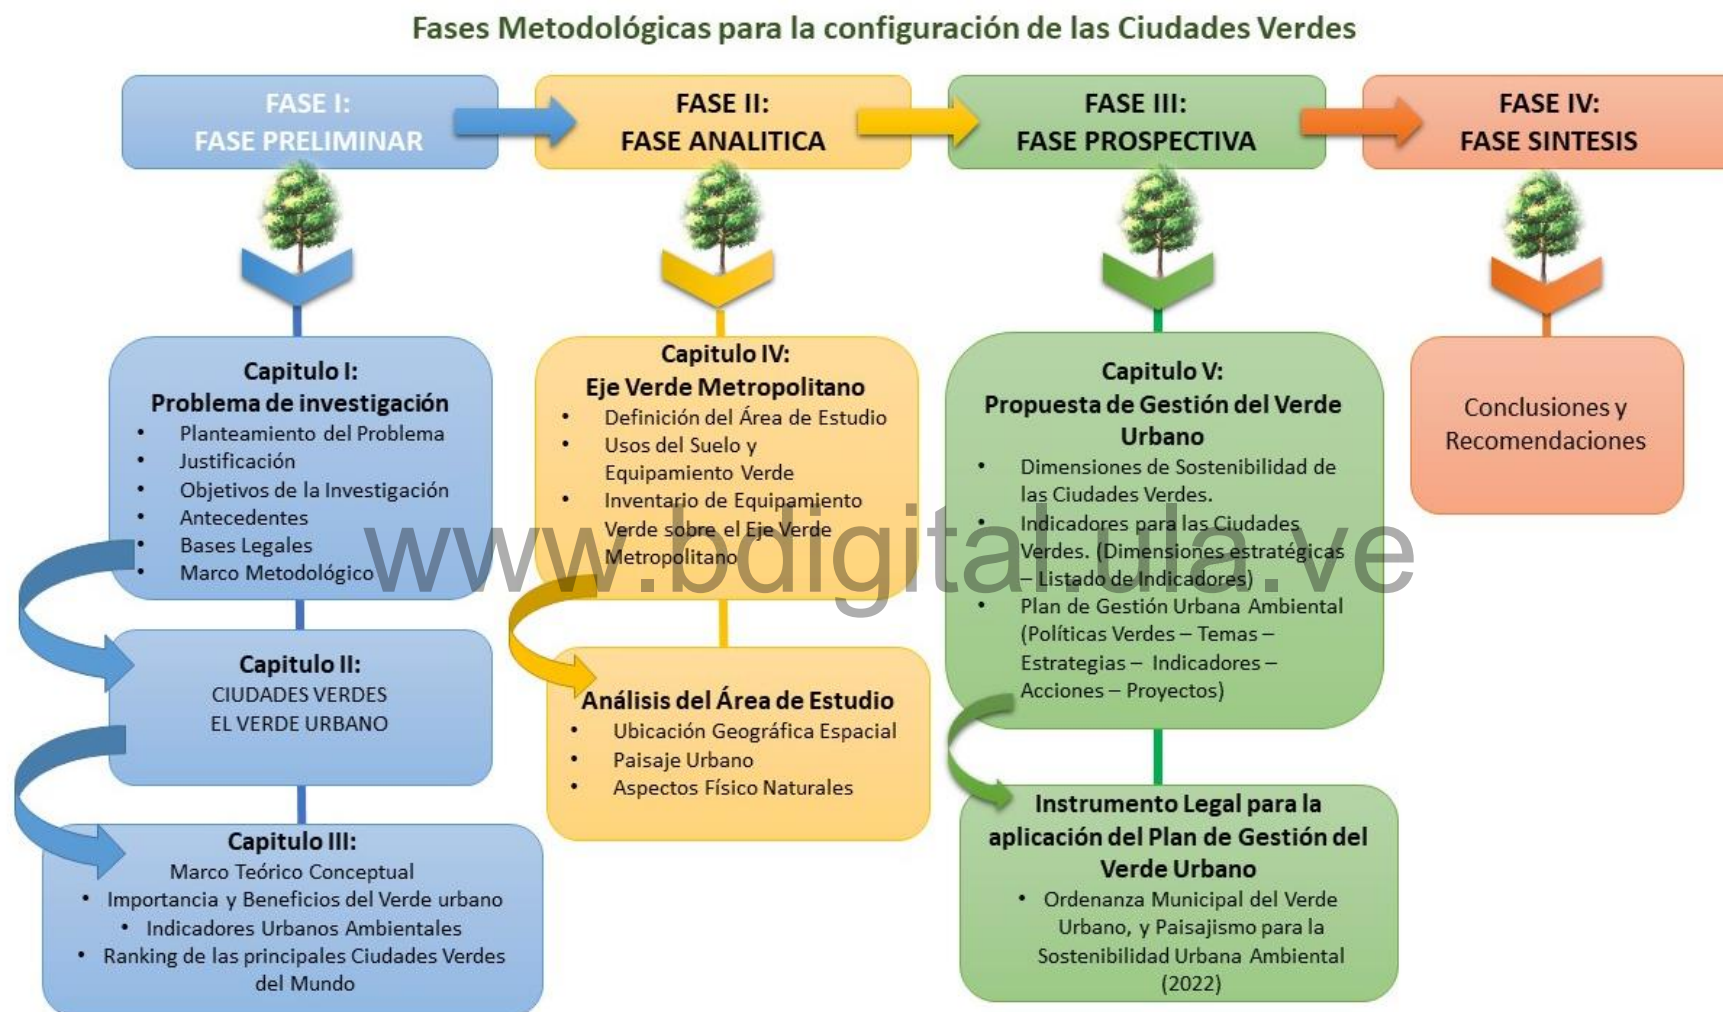 Fases Metodológicas para la configuración de las Ciudades Verdes
FASE I:
FASE PRELIMINAR
FASE II:
FASE ANALITICA
FASE III:
FASE PROSPECTIVA
FASE IV:
FASE SINTESIS
Capitulo I:
Problema de investigación
• Planteamiento del Problema
• Justificación
• Objetivos de la Investigación
• Antecedentes
• Bases Legales
• Marco Metodológico
Capitulo II:
CIUDADES VERDES
EL VERDE URBANO
Capitulo III:
Marco Teórico Conceptual
• Importancia y Beneficios del Verde urbano
• Indicadores Urbanos Ambientales
• Ranking de las principales Ciudades Verdes
del Mundo
Capitulo IV:
Eje Verde Metropolitano
• Definición del Área de Estudio
• Usos del Suelo y
Equipamiento Verde
• Inventario de Equipamiento
Verde sobre el Eje Verde
Metropolitano
Análisis del Área de Estudio
• Ubicación Geográfica Espacial
• Paisaje Urbano
• Aspectos Físico Naturales
Capitulo V:
Propuesta de Gestión del Verde
Urbano
• Dimensiones de Sostenibilidad de
las Ciudades Verdes.
• Indicadores para las Ciudades
Verdes. (Dimensiones estratégicas
– Listado de Indicadores)
• Plan de Gestión Urbana Ambiental
(Políticas Verdes – Temas –
Estrategias – Indicadores –
Acciones – Proyectos)
Instrumento Legal para la
aplicación del Plan de Gestión del
Verde Urbano
• Ordenanza Municipal del Verde
Urbano, y Paisajismo para la
Sostenibilidad Urbana Ambiental
(2022)
Conclusiones y
Recomendaciones
www.bdigital.ula.ve